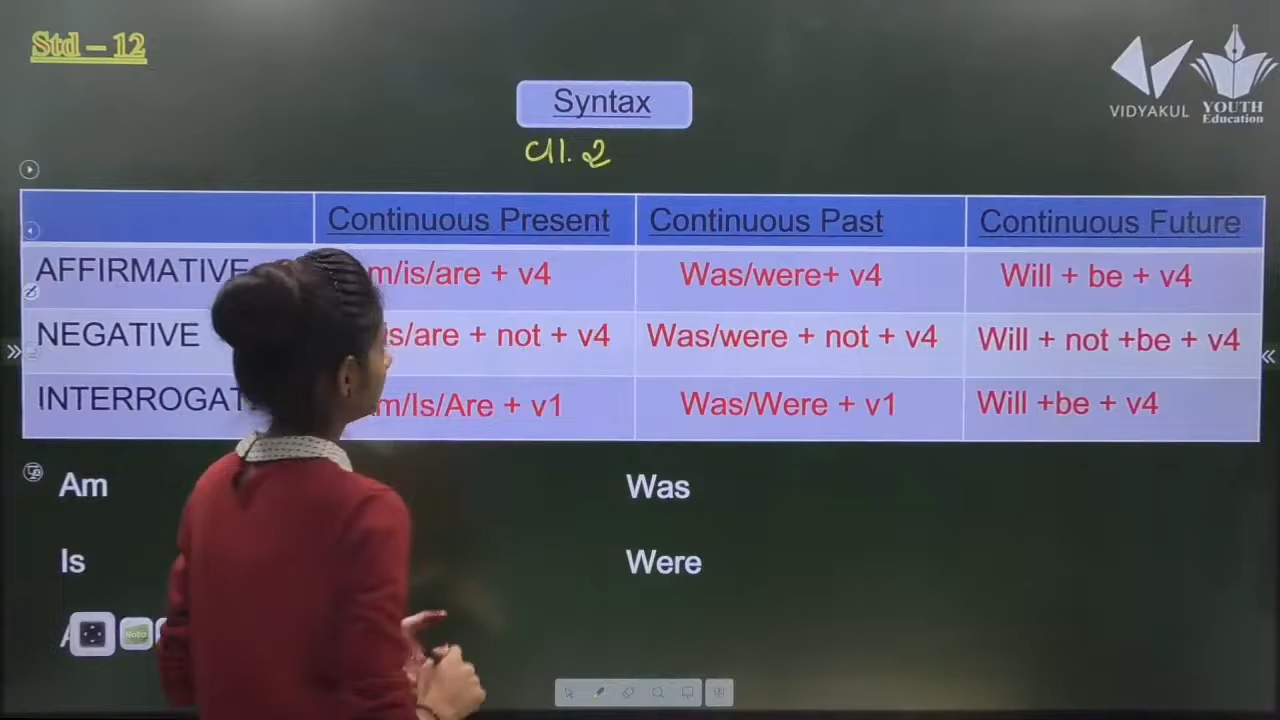 Std – 12
Syntax
VIDYAKUL
YOUTH
Education
વા. 2
Continuous Present Continuous Past Continuous Future
AFFIRMATIVE m/is/are + v4 Was/were+ v4 Will + be + v4
NEGATIVE is/are + not + v4 Was/were + not + v4 Will + not +be + v4
INTERROGAT m/Is/Are + v1 Was/Were + v1 Will +be + v4
Am Was
Is Were
A
Note